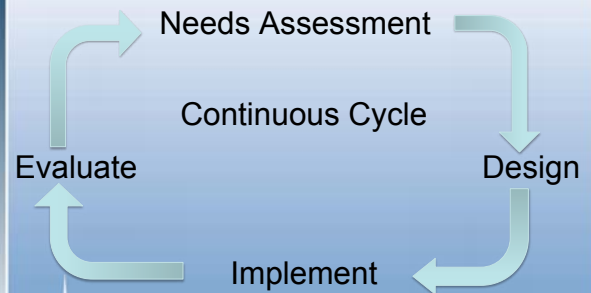 Needs Assessment
Continuous Cycle
Evaluate
Design
Implement